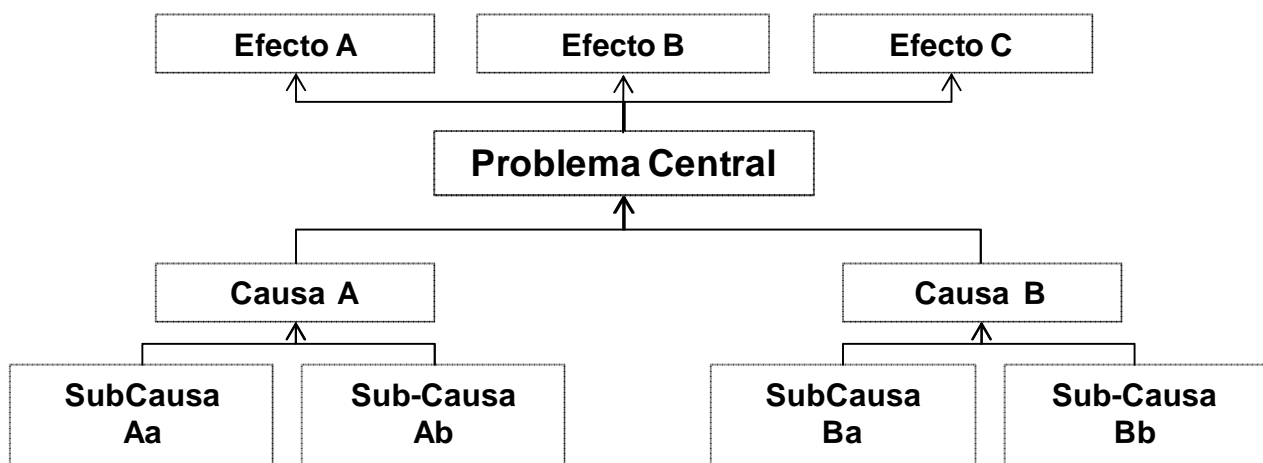 Efecto A
Efecto B
Efecto C
Problema Central
Causa A
Causa B
SubCausa
Aa
Sub-Causa
Ab
SubCausa
Ba
Sub-Causa
Bb